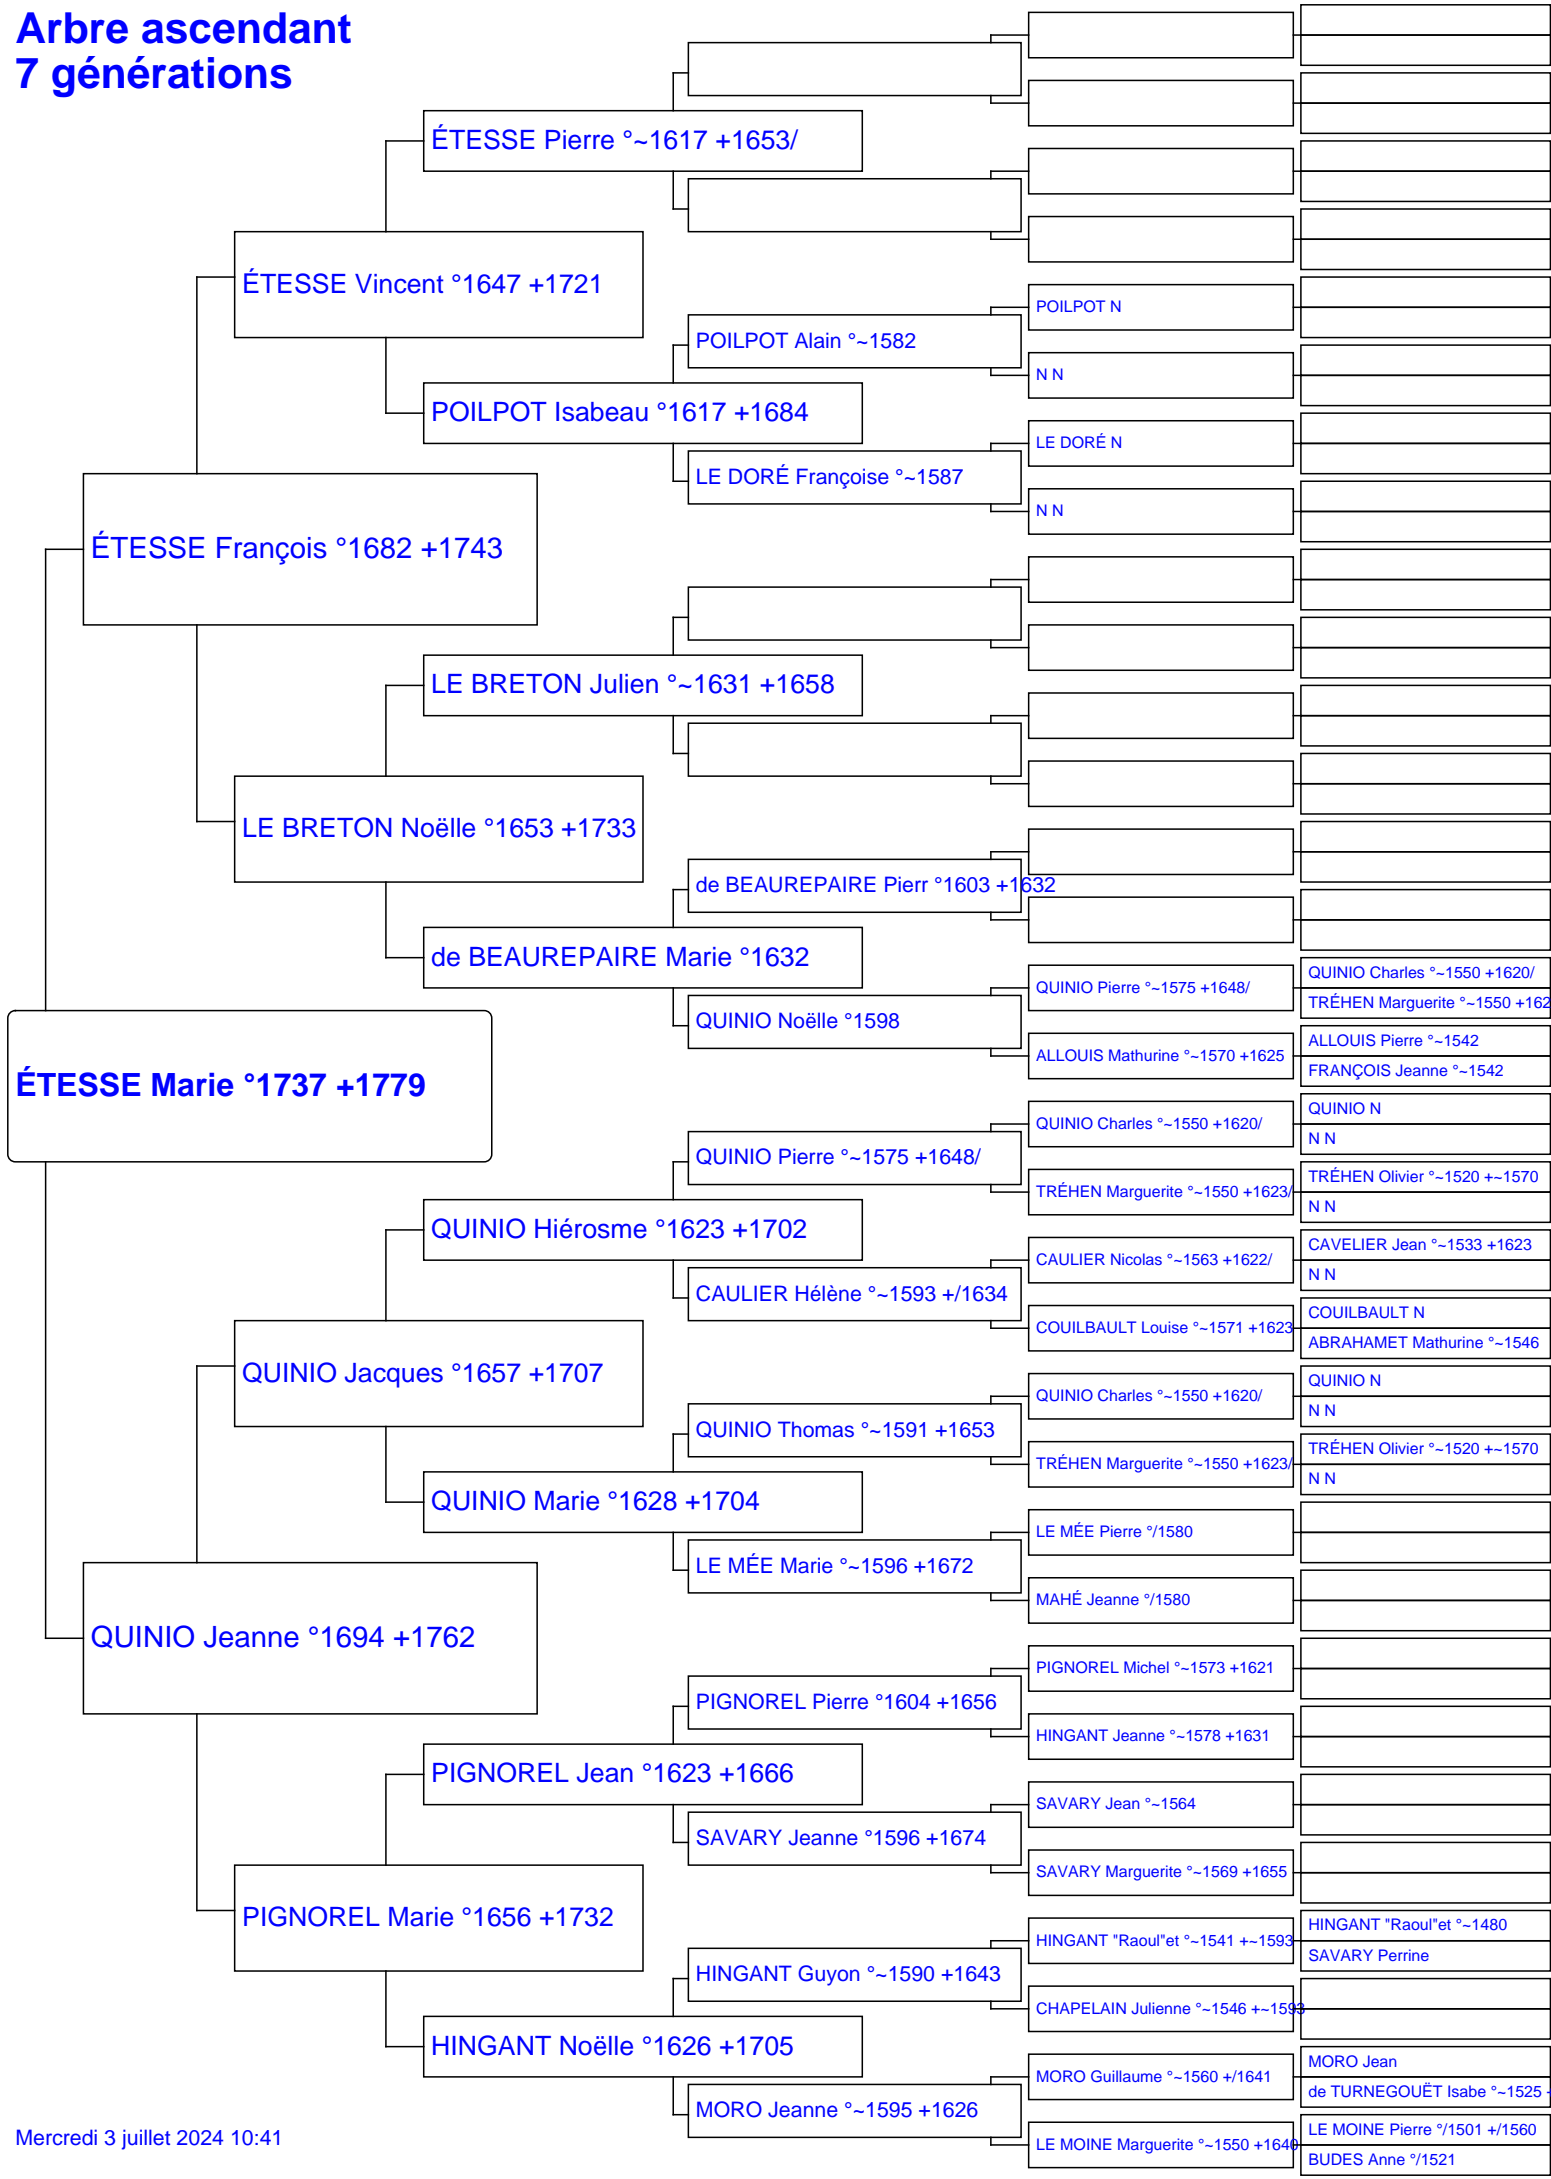 Arbre ascendant
7 générations
ÉTESSE Pierre °~1617 +1653/
ÉTESSE Vincent °1647 +1721
POILPOT N
POILPOT Alain °~1582
N N
POILPOT Isabeau °1617 +1684
LE DORÉ N
LE DORÉ Françoise °~1587
N N
ÉTESSE François °1682 +1743
LE BRETON Julien °~1631 +1658
LE BRETON Noëlle °1653 +1733
de BEAUREPAIRE Pierr °1603 +1632
de BEAUREPAIRE Marie °1632
QUINIO Charles °~1550 +1620/
QUINIO Pierre °~1575 +1648/
TRÉHEN Marguerite °~1550 +162
QUINIO Noëlle °1598
ALLOUIS Pierre °~1542
ALLOUIS Mathurine °~1570 +1625
FRANÇOIS Jeanne °~1542
ÉTESSE Marie °1737 +1779
QUINIO N
QUINIO Charles °~1550 +1620/
N N
QUINIO Pierre °~1575 +1648/
TRÉHEN Olivier °~1520 +~1570
TRÉHEN Marguerite °~1550 +1623/
N N
QUINIO Hiérosme °1623 +1702
CAVELIER Jean °~1533 +1623
CAULIER Nicolas °~1563 +1622/
N N
CAULIER Hélène °~1593 +/1634
COUILBAULT N
COUILBAULT Louise °~1571 +1623
ABRAHAMET Mathurine °~1546
QUINIO Jacques °1657 +1707
QUINIO N
QUINIO Charles °~1550 +1620/
N N
QUINIO Thomas °~1591 +1653
TRÉHEN Olivier °~1520 +~1570
TRÉHEN Marguerite °~1550 +1623/
N N
QUINIO Marie °1628 +1704
LE MÉE Pierre °/1580
LE MÉE Marie °~1596 +1672
MAHÉ Jeanne °/1580
QUINIO Jeanne °1694 +1762
PIGNOREL Michel °~1573 +1621
PIGNOREL Pierre °1604 +1656
HINGANT Jeanne °~1578 +1631
PIGNOREL Jean °1623 +1666
SAVARY Jean °~1564
SAVARY Jeanne °1596 +1674
SAVARY Marguerite °~1569 +1655
PIGNOREL Marie °1656 +1732
HINGANT "Raoul"et °~1480
HINGANT "Raoul"et °~1541 +~1593
SAVARY Perrine
HINGANT Guyon °~1590 +1643
CHAPELAIN Julienne °~1546 +~1593
HINGANT Noëlle °1626 +1705
MORO Jean
MORO Guillaume °~1560 +/1641
de TURNEGOUËT Isabe °~1525 +
MORO Jeanne °~1595 +1626
LE MOINE Pierre °/1501 +/1560
LE MOINE Marguerite °~1550 +1640
BUDES Anne °/1521
Mercredi 3 juillet 2024 10:41